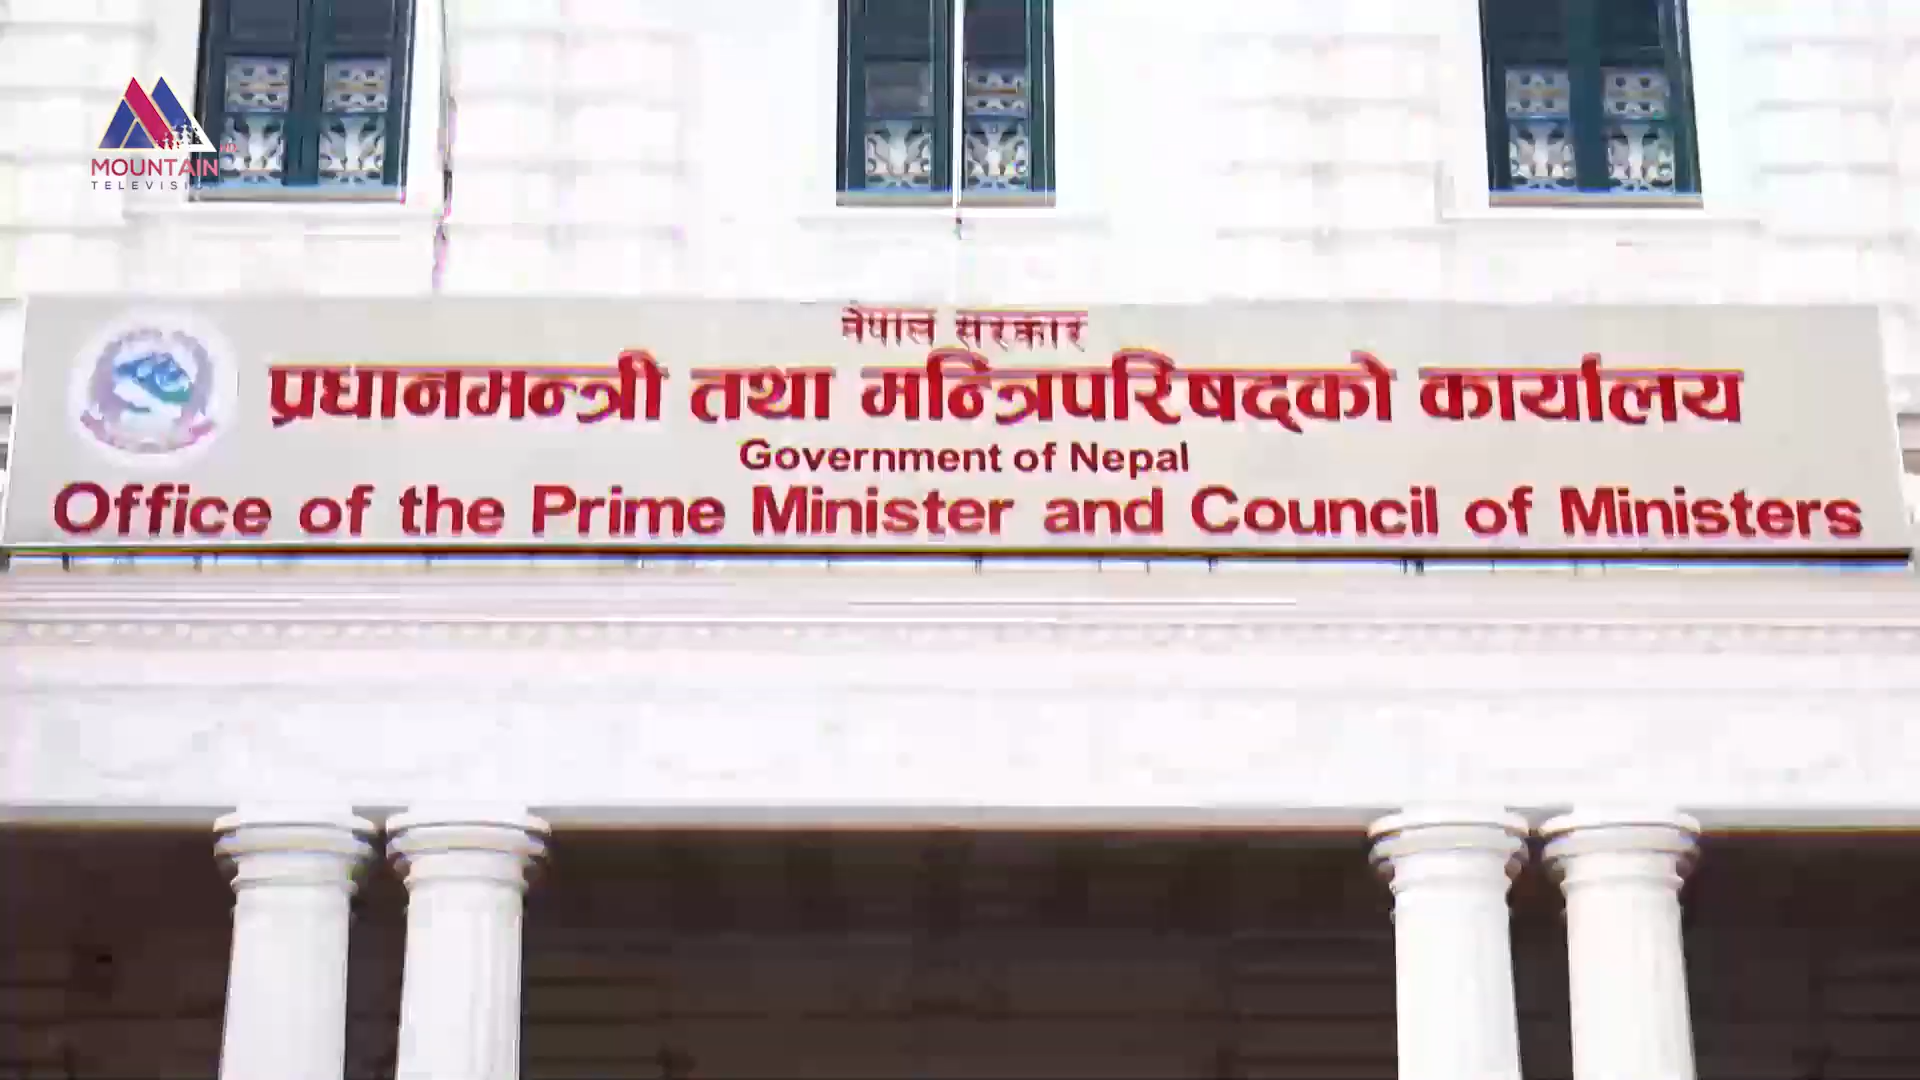 MOUNTAIN
TELEVISION
नेपाल सरकार
प्रधानमन्त्री तथा मन्त्रिपरिषद्को कार्यालय
Government of Nepal
Office of the Prime Minister and Council of Ministers